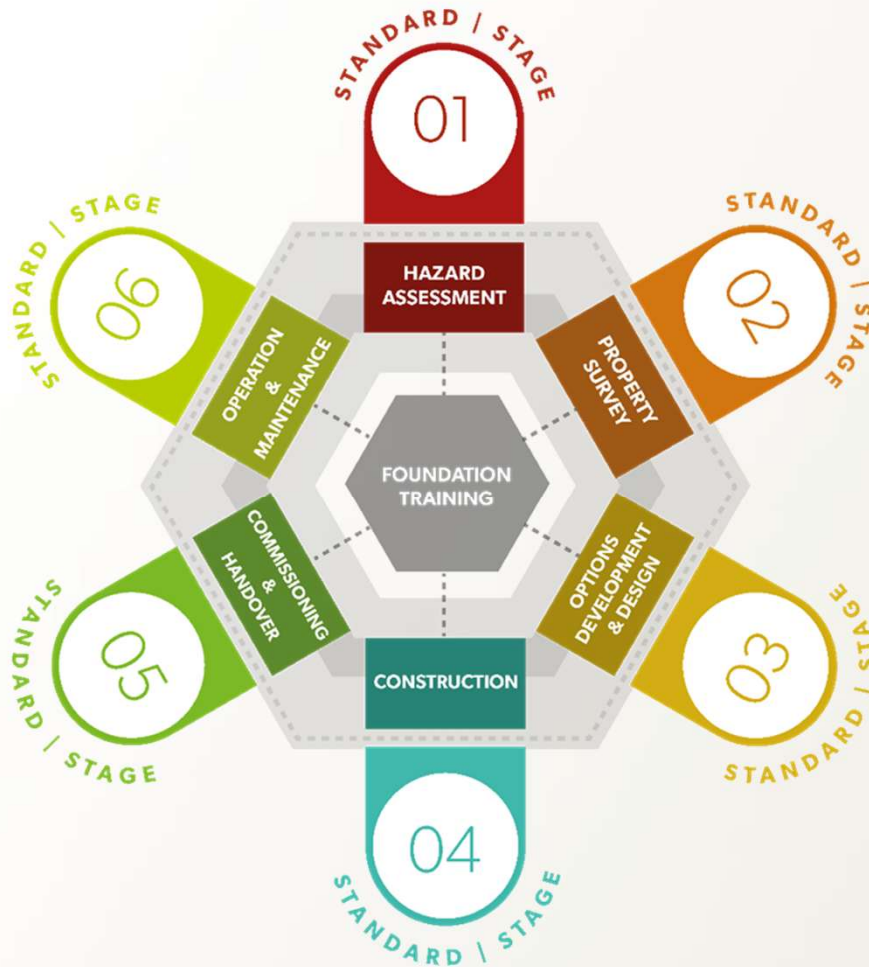 STANDARD | STAGE
01
HAZARD
ASSESSMENT
STANDARD | STAGE
02
PROPERTY
SURVEY
STANDARD | STAGE
03
OPTIONS
DEVELOPMENT
& DESIGN
STANDARD | STAGE
04
CONSTRUCTION
STANDARD | STAGE
05
COMMISSIONING
&
HANDOVER
STANDARD | STAGE
06
OPERATION
&
MAINTENANCE
FOUNDATION
TRAINING